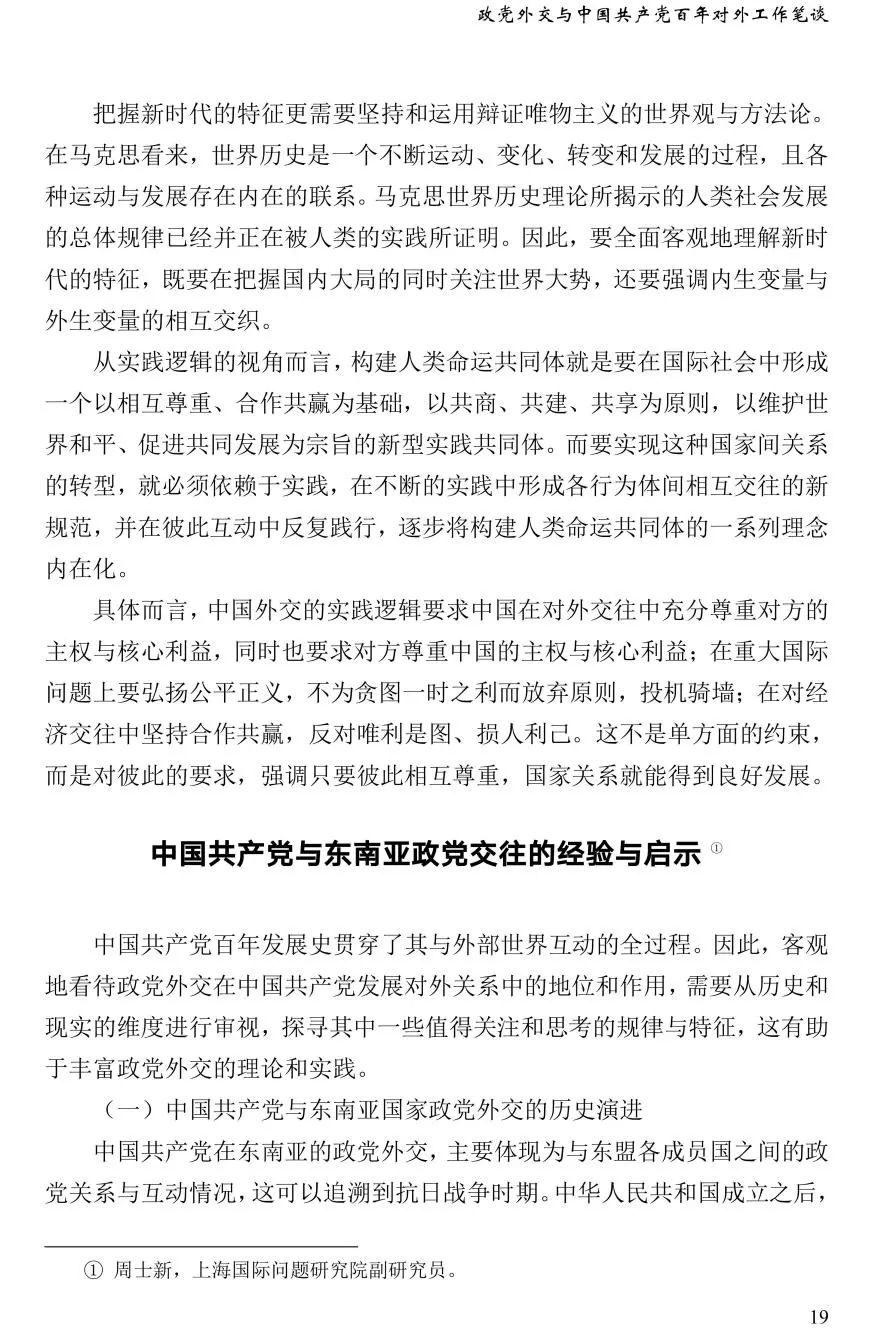 政党外交与中国共产党百年对外工作笔谈
把握新时代的特征更需要坚持和运用辩证唯物主义的世界观与方法论。
在马克思看来，世界历史是一个不断运动、变化、转变和发展的过程，且各
种运动与发展存在内在的联系。马克思世界历史理论所揭示的人类社会发展
的总体规律已经并正在被人类的实践所证明。因此，要全面客观地理解新时
代的特征，既要在把握国内大局的同时关注世界大势，还要强调内生变量与
外生变量的相互交织。
从实践逻辑的视角而言，构建人类命运共同体就是要在国际社会中形成
一个以相互尊重、合作共赢为基础，以共商、共建、共享为原则，以维护世
界和平、促进共同发展为宗旨的新型实践共同体。而要实现这种国家间关系
的转型，就必须依赖于实践，在不断的实践中形成各行为体间相互交往的新
规范，并在彼此互动中反复践行，逐步将构建人类命运共同体的一系列理念
内在化。
具体而言，中国外交的实践逻辑要求中国在对外交往中充分尊重对方的
主权与核心利益，同时也要求对方尊重中国的主权与核心利益；在重大国际
问题上要弘扬公平正义，不为贪图一时之利而放弃原则，投机骑墙；在对经
济交往中坚持合作共赢，反对唯利是图、损人利己。这不是单方面的约束，
而是对彼此的要求，强调只要彼此相互尊重，国家关系就能得到良好发展。
中国共产党与东南亚政党交往的经验与启示①
中国共产党百年发展史贯穿了其与外部世界互动的全过程。因此，客观
地看待政党外交在中国共产党发展对外关系中的地位和作用，需要从历史和
现实的维度进行审视，探寻其中一些值得关注和思考的规律与特征，这有助
于丰富政党外交的理论和实践。
（一）中国共产党与东南亚国家政党外交的历史演进
中国共产党在东南亚的政党外交，主要体现为与东盟各成员国之间的政
党关系与互动情况，这可以追溯到抗日战争时期。中华人民共和国成立之后，
① 周士新，上海国际问题研究院副研究员。
19